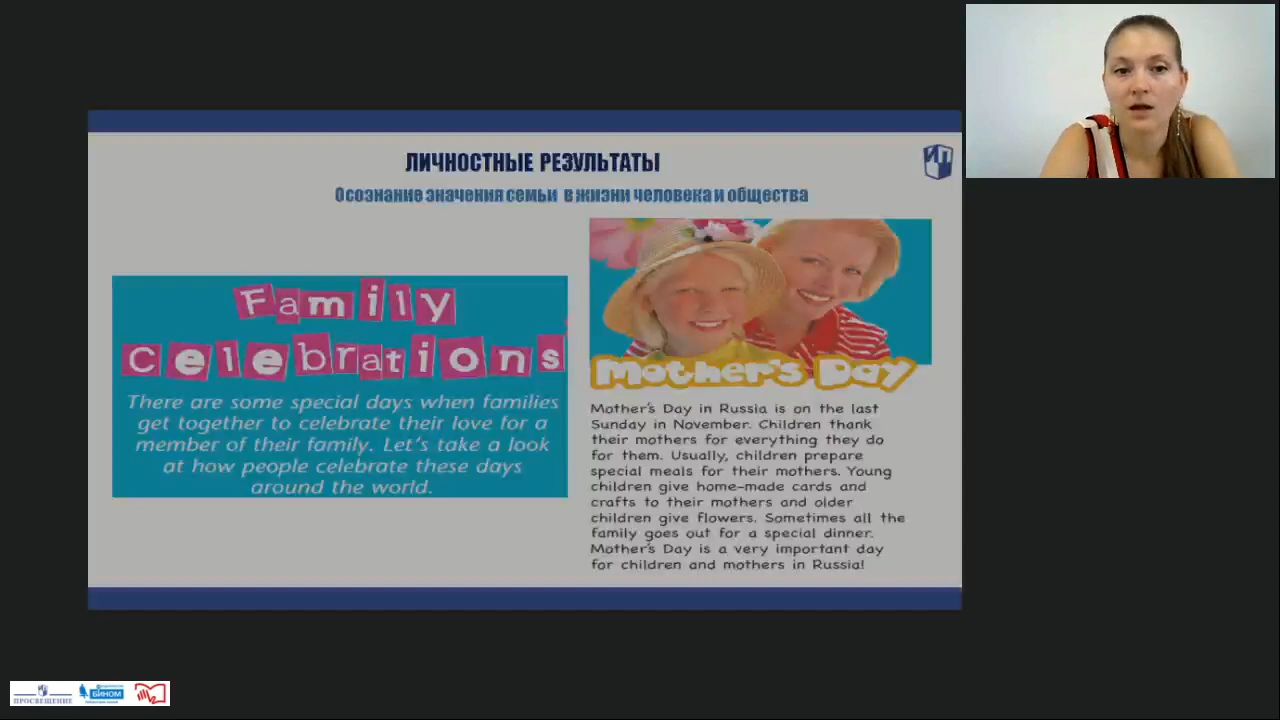 ЛИЧНОСТНЫЕ РЕЗУЛЬТАТЫ
Осознание значения семьи в жизни человека и общества
Family
Celebrations
There are some special days when families
get together to celebrate their love for a
member of their family. Let's take a look
at how people celebrate these days
around the world.
Mother's Day
Mother's Day in Russia is on the last
Sunday in November. Children thank
their mothers for everything they do
for them. Usually, children prepare
special meals for their mothers. Young
children give home-made cards and
crafts to their mothers and older
children give flowers. Sometimes all the
family goes out for a special dinner.
Mother's Day is a very important day
for children and mothers in Russia!
ПРОСВЕЩЕНИЕ
БИНОМ